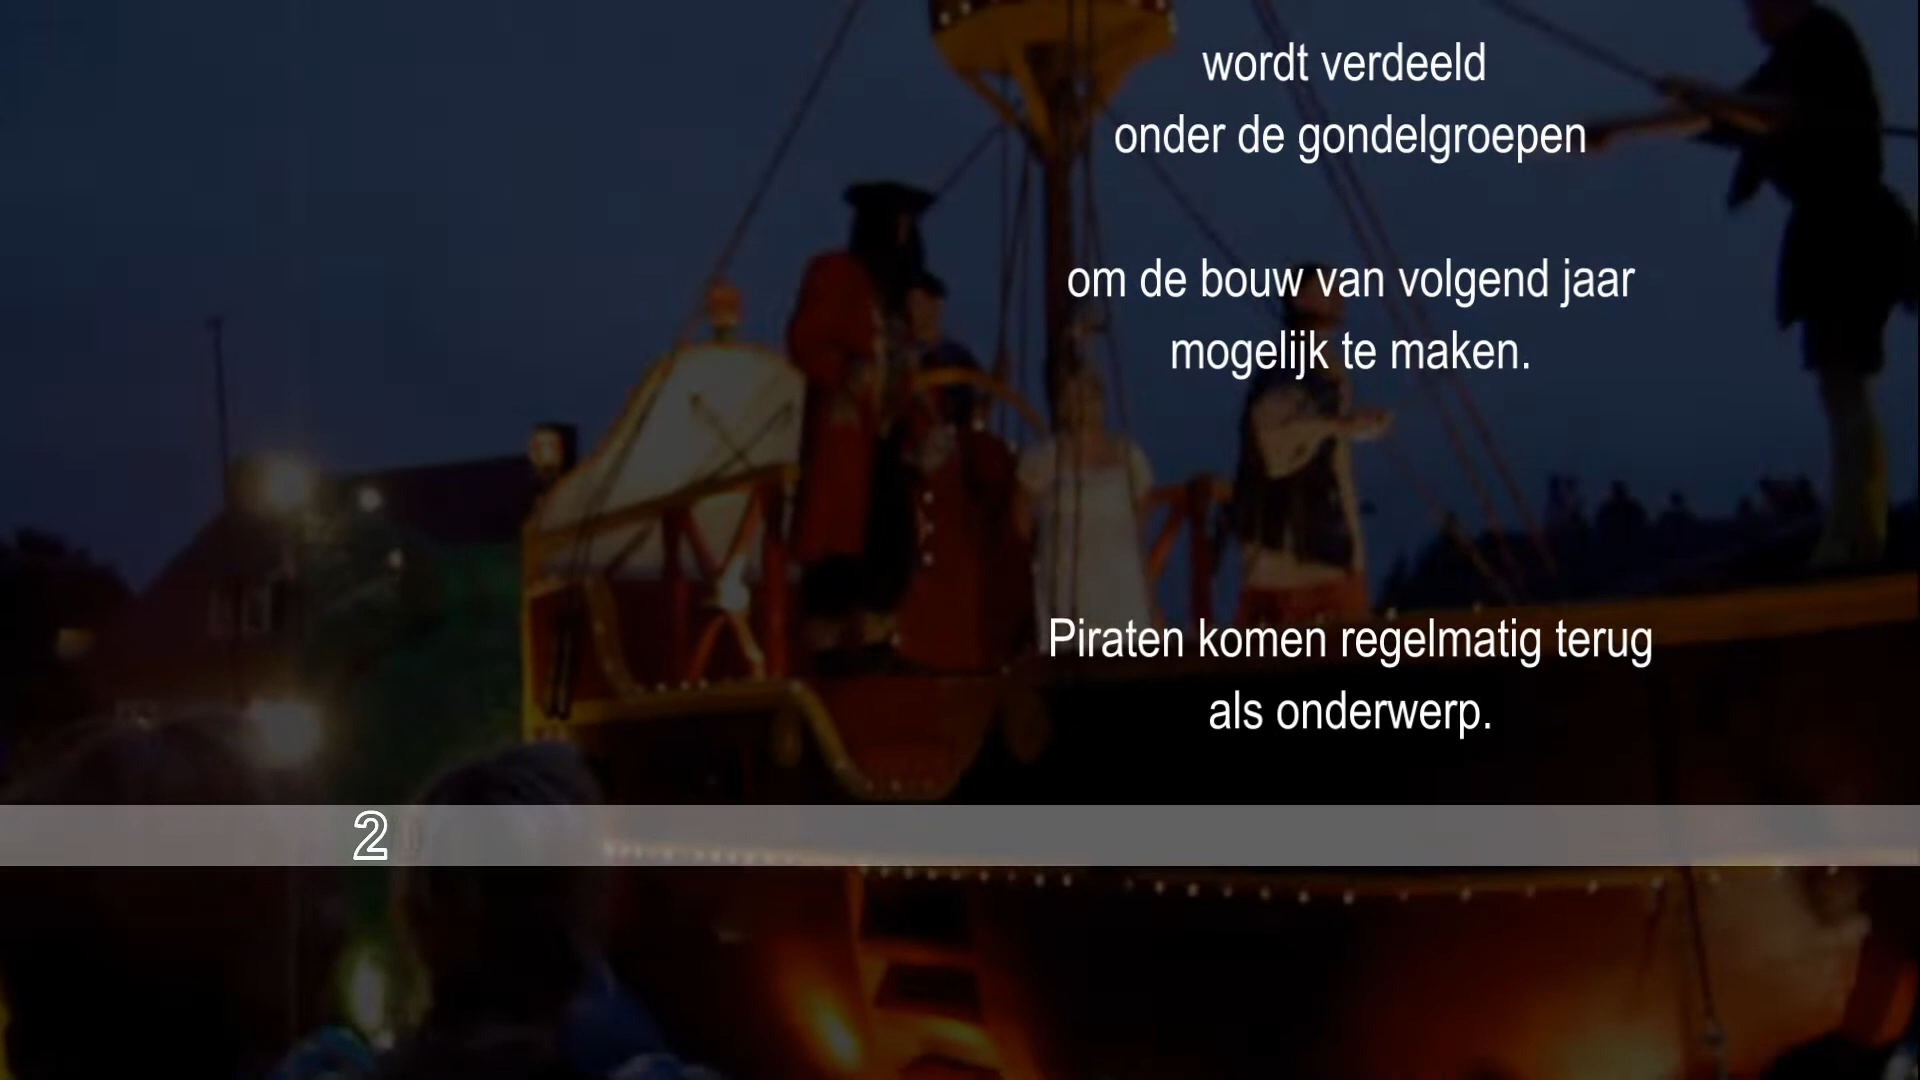 wordt verdeeld
onder de gondelgroepen
om de bouw van volgend jaar
mogelijk te maken.
Piraten komen regelmatig terug
als onderwerp.
2